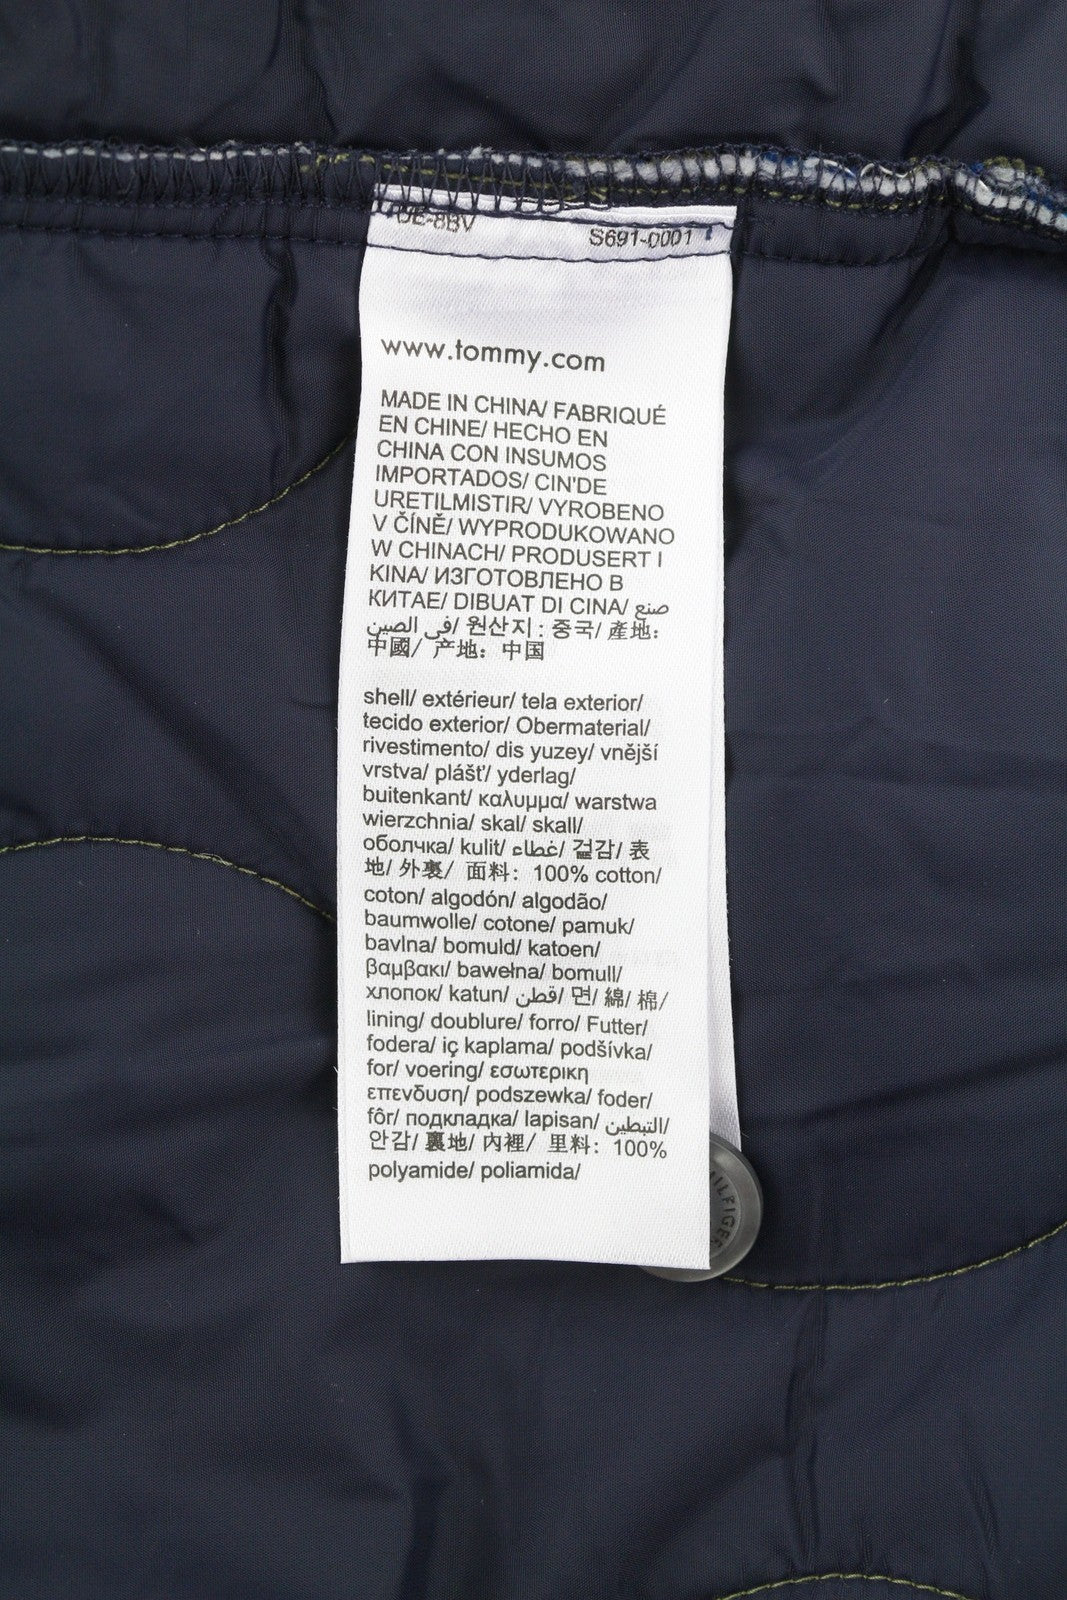 DE-8BV
S691-0001
www.tommy.com
MADE IN CHINA/ FABRIQUÉ
EN CHINE/ HECHO EN
CHINA CON INSUMOS
IMPORTADOS/ CIN'DE
URETILMISTIR/ VYROBENO
V ČÍNĚ/ WYPRODUKOWANO
W CHINACH/ PRODUSERT I
KINA/ ИЗГОТОВЛЕНО В
КИТАЕ/ DIBUAT DI CINA/ صنع
في الصين/ 원산지 : 중국/ 產地:
中國/ 产地: 中国
shell/ extérieur/ tela exterior/
tecido exterior/ Obermaterial/
rivestimento/ dis yuzey/ vnější
vrstva/ plášť/ yderlag/
buitenkant/ καλυμμα/ warstwa
wierzchnia/ skal/ skall/
оболчка/ kulit/ غطاء/ 겉감/ 表
地/ 外裏/ 面料: 100% cotton/
coton/ algodón/ algodão/
baumwolle/ cotone/ pamuk/
bavlna/ bomuld/ katoen/
βαμβακι/ bawełna/ bomull/
хлопок/ katun/ قطن/ 면/ 綿/ 棉/
lining/ doublure/ forro/ Futter/
fodera/ iç kaplama/ podšívka/
for/ voering/ εσωτερικη
επενδυση/ podszewka/ foder/
fôr/ подкладка/ lapisan/ التبطين/
안감/ 裏地/ 內裡/ 里料: 100%
polyamide/ poliamida/
HILFIGER